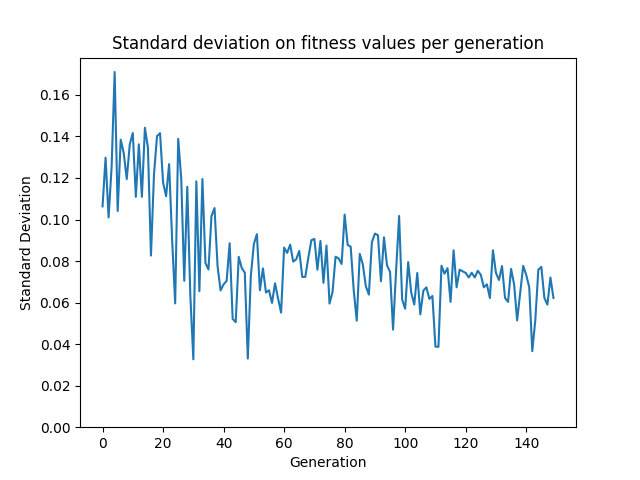 Standard deviation on fitness values per generation
0.16
0.14
0.12
0.10
0.08
0.06
0.04
0.02
0.00
Standard Deviation
0 20 40 60 80 100 120 140
Generation